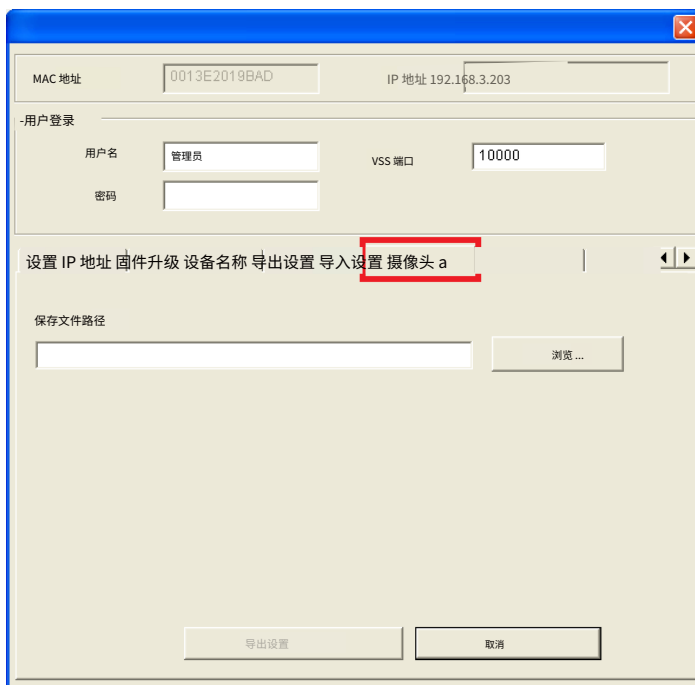 MAC 地址 0013E2019BAD IP 地址 192.168.3.203
-用户登录
用户名 管理员 VSS 端口 10000
密码
设置 IP 地址 固件升级 设备名称 导出设置 导入设置 摄像头 a
保存文件路径
浏览 ...
导出设置 取消